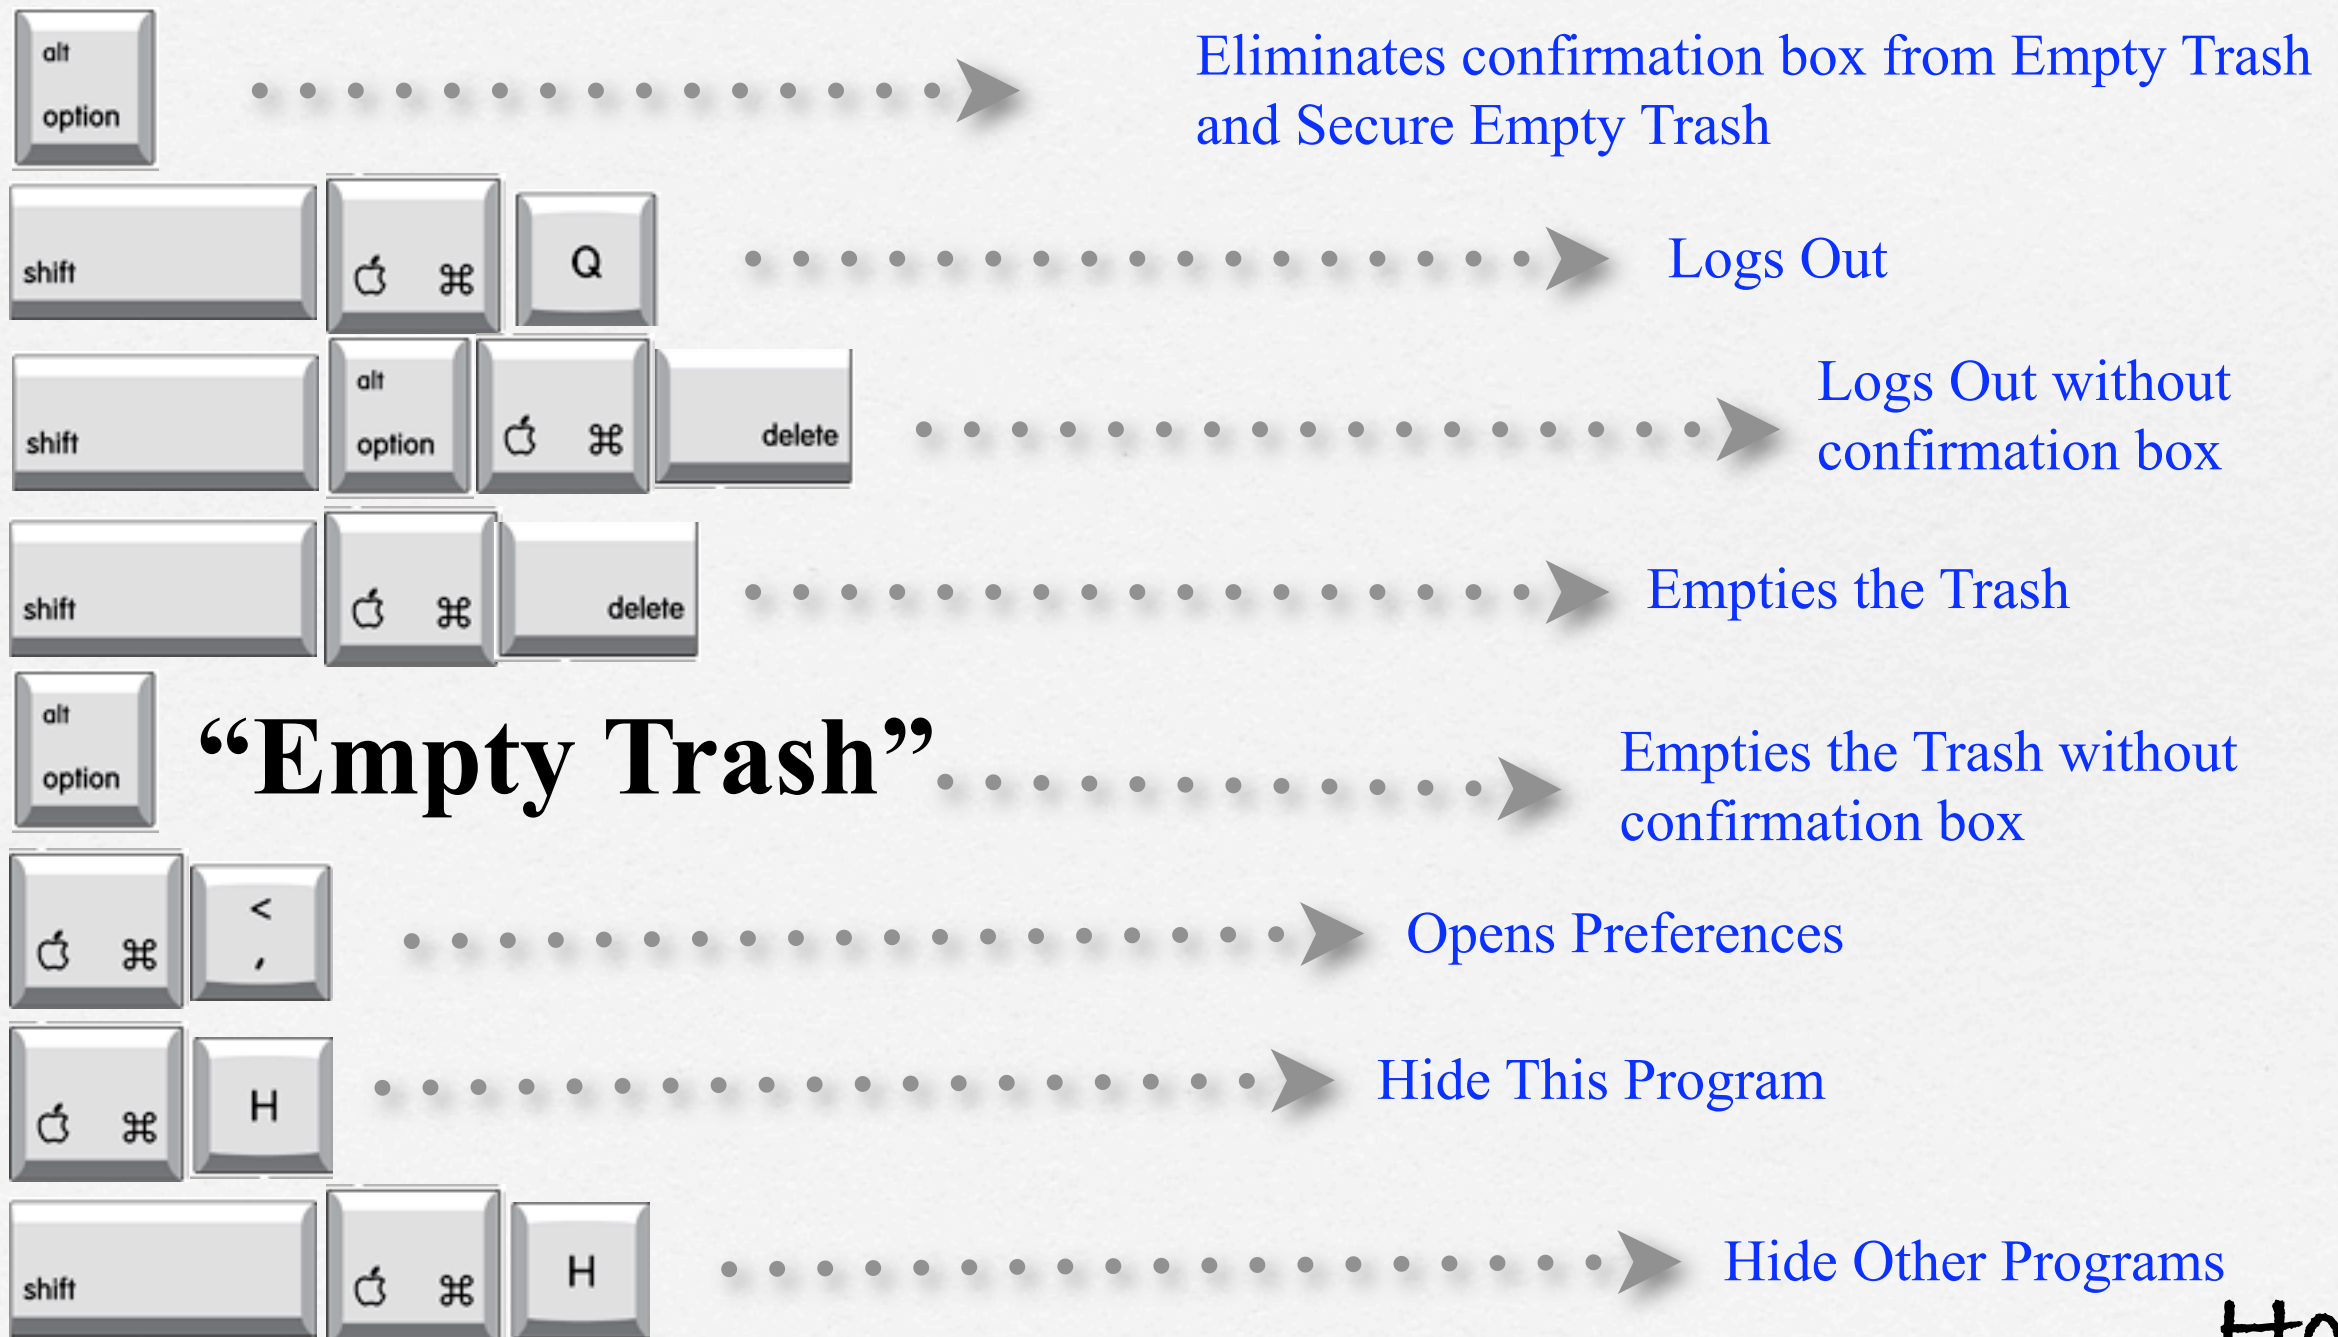 alt
option
Eliminates confirmation box from Empty Trash
and Secure Empty Trash
shift ⌘ Q
Logs Out
shift alt option ⌘ delete
Logs Out without
confirmation box
shift ⌘ delete
Empties the Trash
alt
option
“Empty Trash”
Empties the Trash without
confirmation box
⌘ < ,
Opens Preferences
⌘ H
Hide This Program
shift ⌘ H
Hide Other Programs